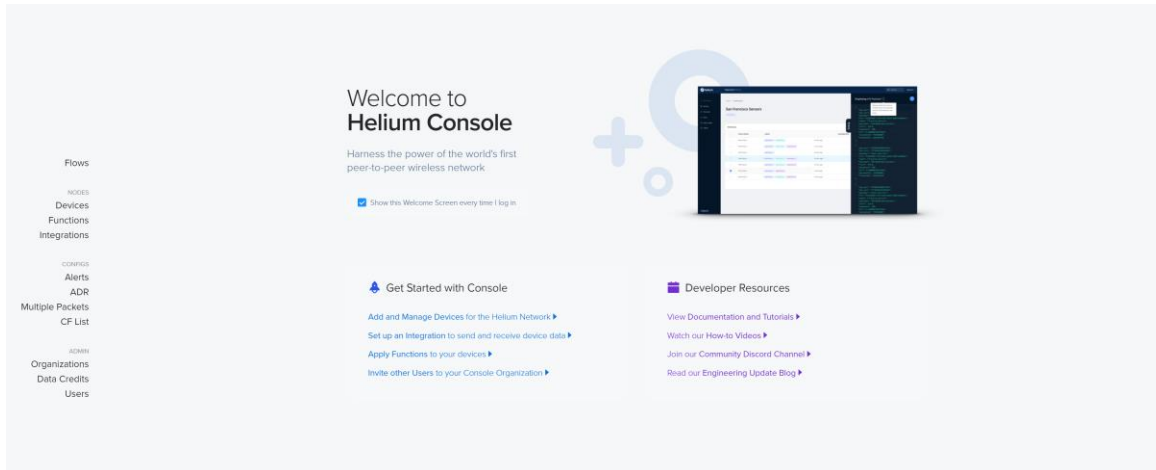 Flows
NODES
Devices
Functions
Integrations
CONFIGS
Alerts
ADR
Multiple Packets
CF List
ADMIN
Organizations
Data Credits
Users
Welcome to
Helium Console
Harness the power of the world's first
peer-to-peer wireless network
Show this Welcome Screen every time I log in
Get Started with Console
Add and Manage Devices for the Helium Network
Set up an Integration to send and receive device data
Apply Functions to your devices
Invite other Users to your Console Organization
Developer Resources
View Documentation and Tutorials
Watch our How-to Videos
Join our Community Discord Channel
Read our Engineering Update Blog